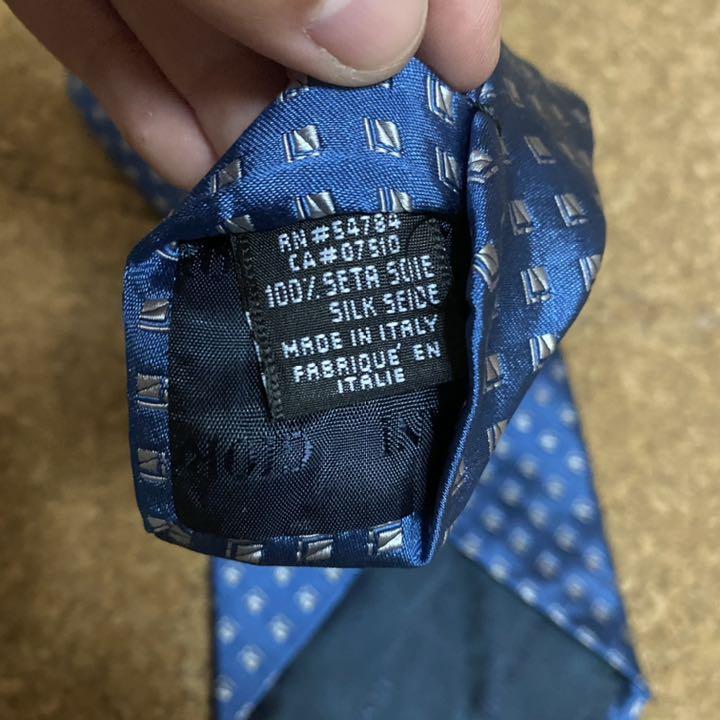 RN#54784
CA#07510
100% SETA SOIE
SILK SEIDE
MADE IN ITALY
FABRIQUE' EN
ITALIE